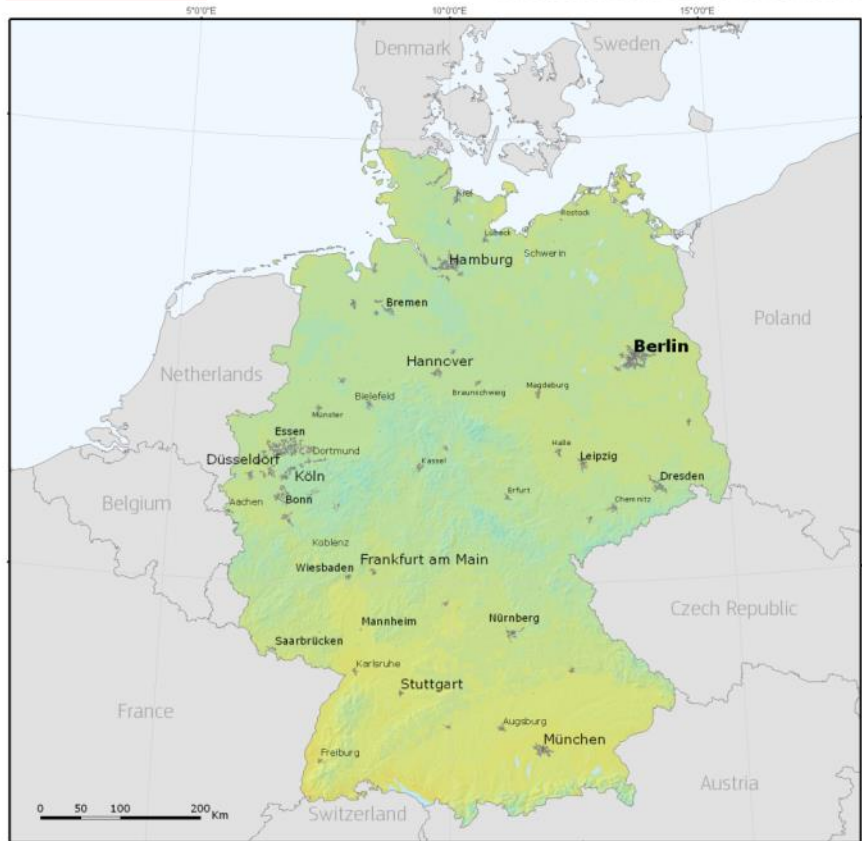 5°0'0"E 10°0'0"E 15°0'0"E
Denmark
Sweden
Kiel
Rostock
Lübeck
Schwerin
Hamburg
Bremen
Poland
Berlin
Netherlands
Hannover
Braunschweig
Magdeburg
Bielefeld
Münster
Essen
Dortmund
Halle
Düsseldorf
Kassel
Leipzig
Köln
Dresden
Erfurt
Belgium
Aachen
Bonn
Chemnitz
Koblenz
Frankfurt am Main
Wiesbaden
Czech Republic
Mannheim
Nürnberg
Saarbrücken
Karlsruhe
Stuttgart
France
Augsburg
München
Freiburg
Austria
0 50 100 200
Km
Switzerland